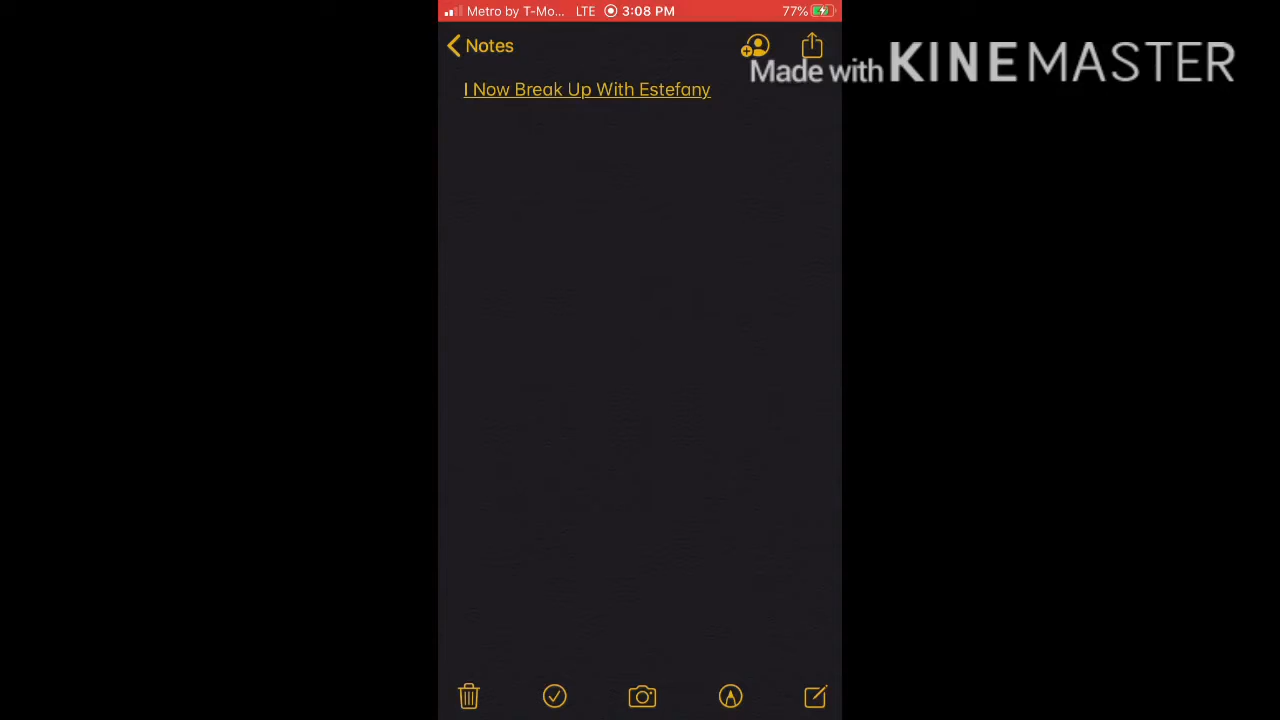 Metro by T-Mo... LTE 3:08 PM 77%
Notes
Made with KINEMASTER
I Now Break Up With Estefany